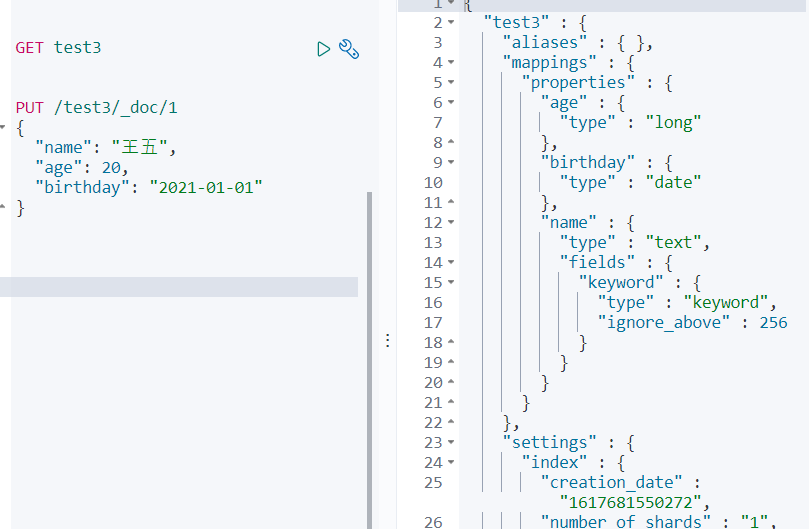 GET test3
PUT /test3/_doc/1
{
"name": "王五",
"age": 20,
"birthday": "2021-01-01"
}
1 {
2 "test3" : {
3 "aliases" : { },
4 "mappings" : {
5 "properties" : {
6 "age" : {
7 "type" : "long"
8 },
9 "birthday" : {
10 "type" : "date"
11 },
12 "name" : {
13 "type" : "text",
14 "fields" : {
15 "keyword" : {
16 "type" : "keyword",
17 "ignore_above" : 256
18 }
19 }
20 }
21 }
22 },
23 "settings" : {
24 "index" : {
25 "creation_date" :
"1617681550272",
26 "number_of_shards" : "1",